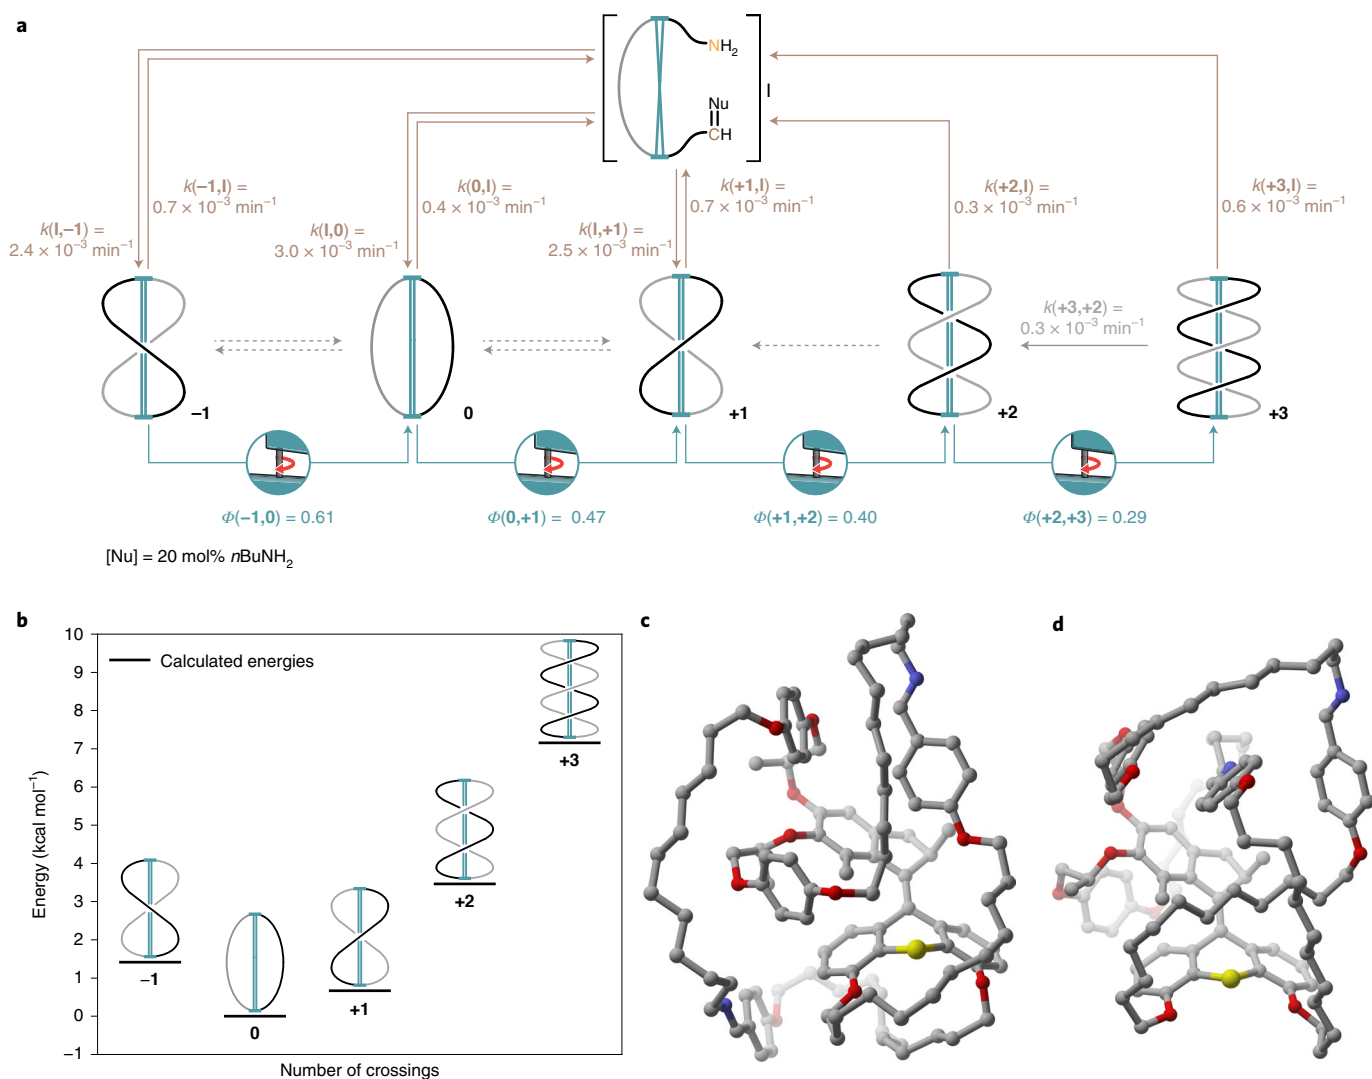 a
NH2
Nu
CH
I
k(−1,I) =
0.7 × 10−3 min−1
k(0,I) =
0.4 × 10−3 min−1
k(+1,I) =
0.7 × 10−3 min−1
k(+2,I) =
0.3 × 10−3 min−1
k(+3,I) =
0.6 × 10−3 min−1
k(I,−1) =
2.4 × 10−3 min−1
k(I,0) =
3.0 × 10−3 min−1
k(I,+1) =
2.5 × 10−3 min−1
k(+3,+2) =
0.3 × 10−3 min−1
−1
0
+1
+2
+3
Φ(−1,0) = 0.61
Φ(0,+1) = 0.47
Φ(+1,+2) = 0.40
Φ(+2,+3) = 0.29
[Nu] = 20 mol% nBuNH2
b
10
9
8
7
6
5
4
3
2
1
0
−1
Energy (kcal mol−1)
Calculated energies
−1
0
+1
+2
+3
Number of crossings
c
d